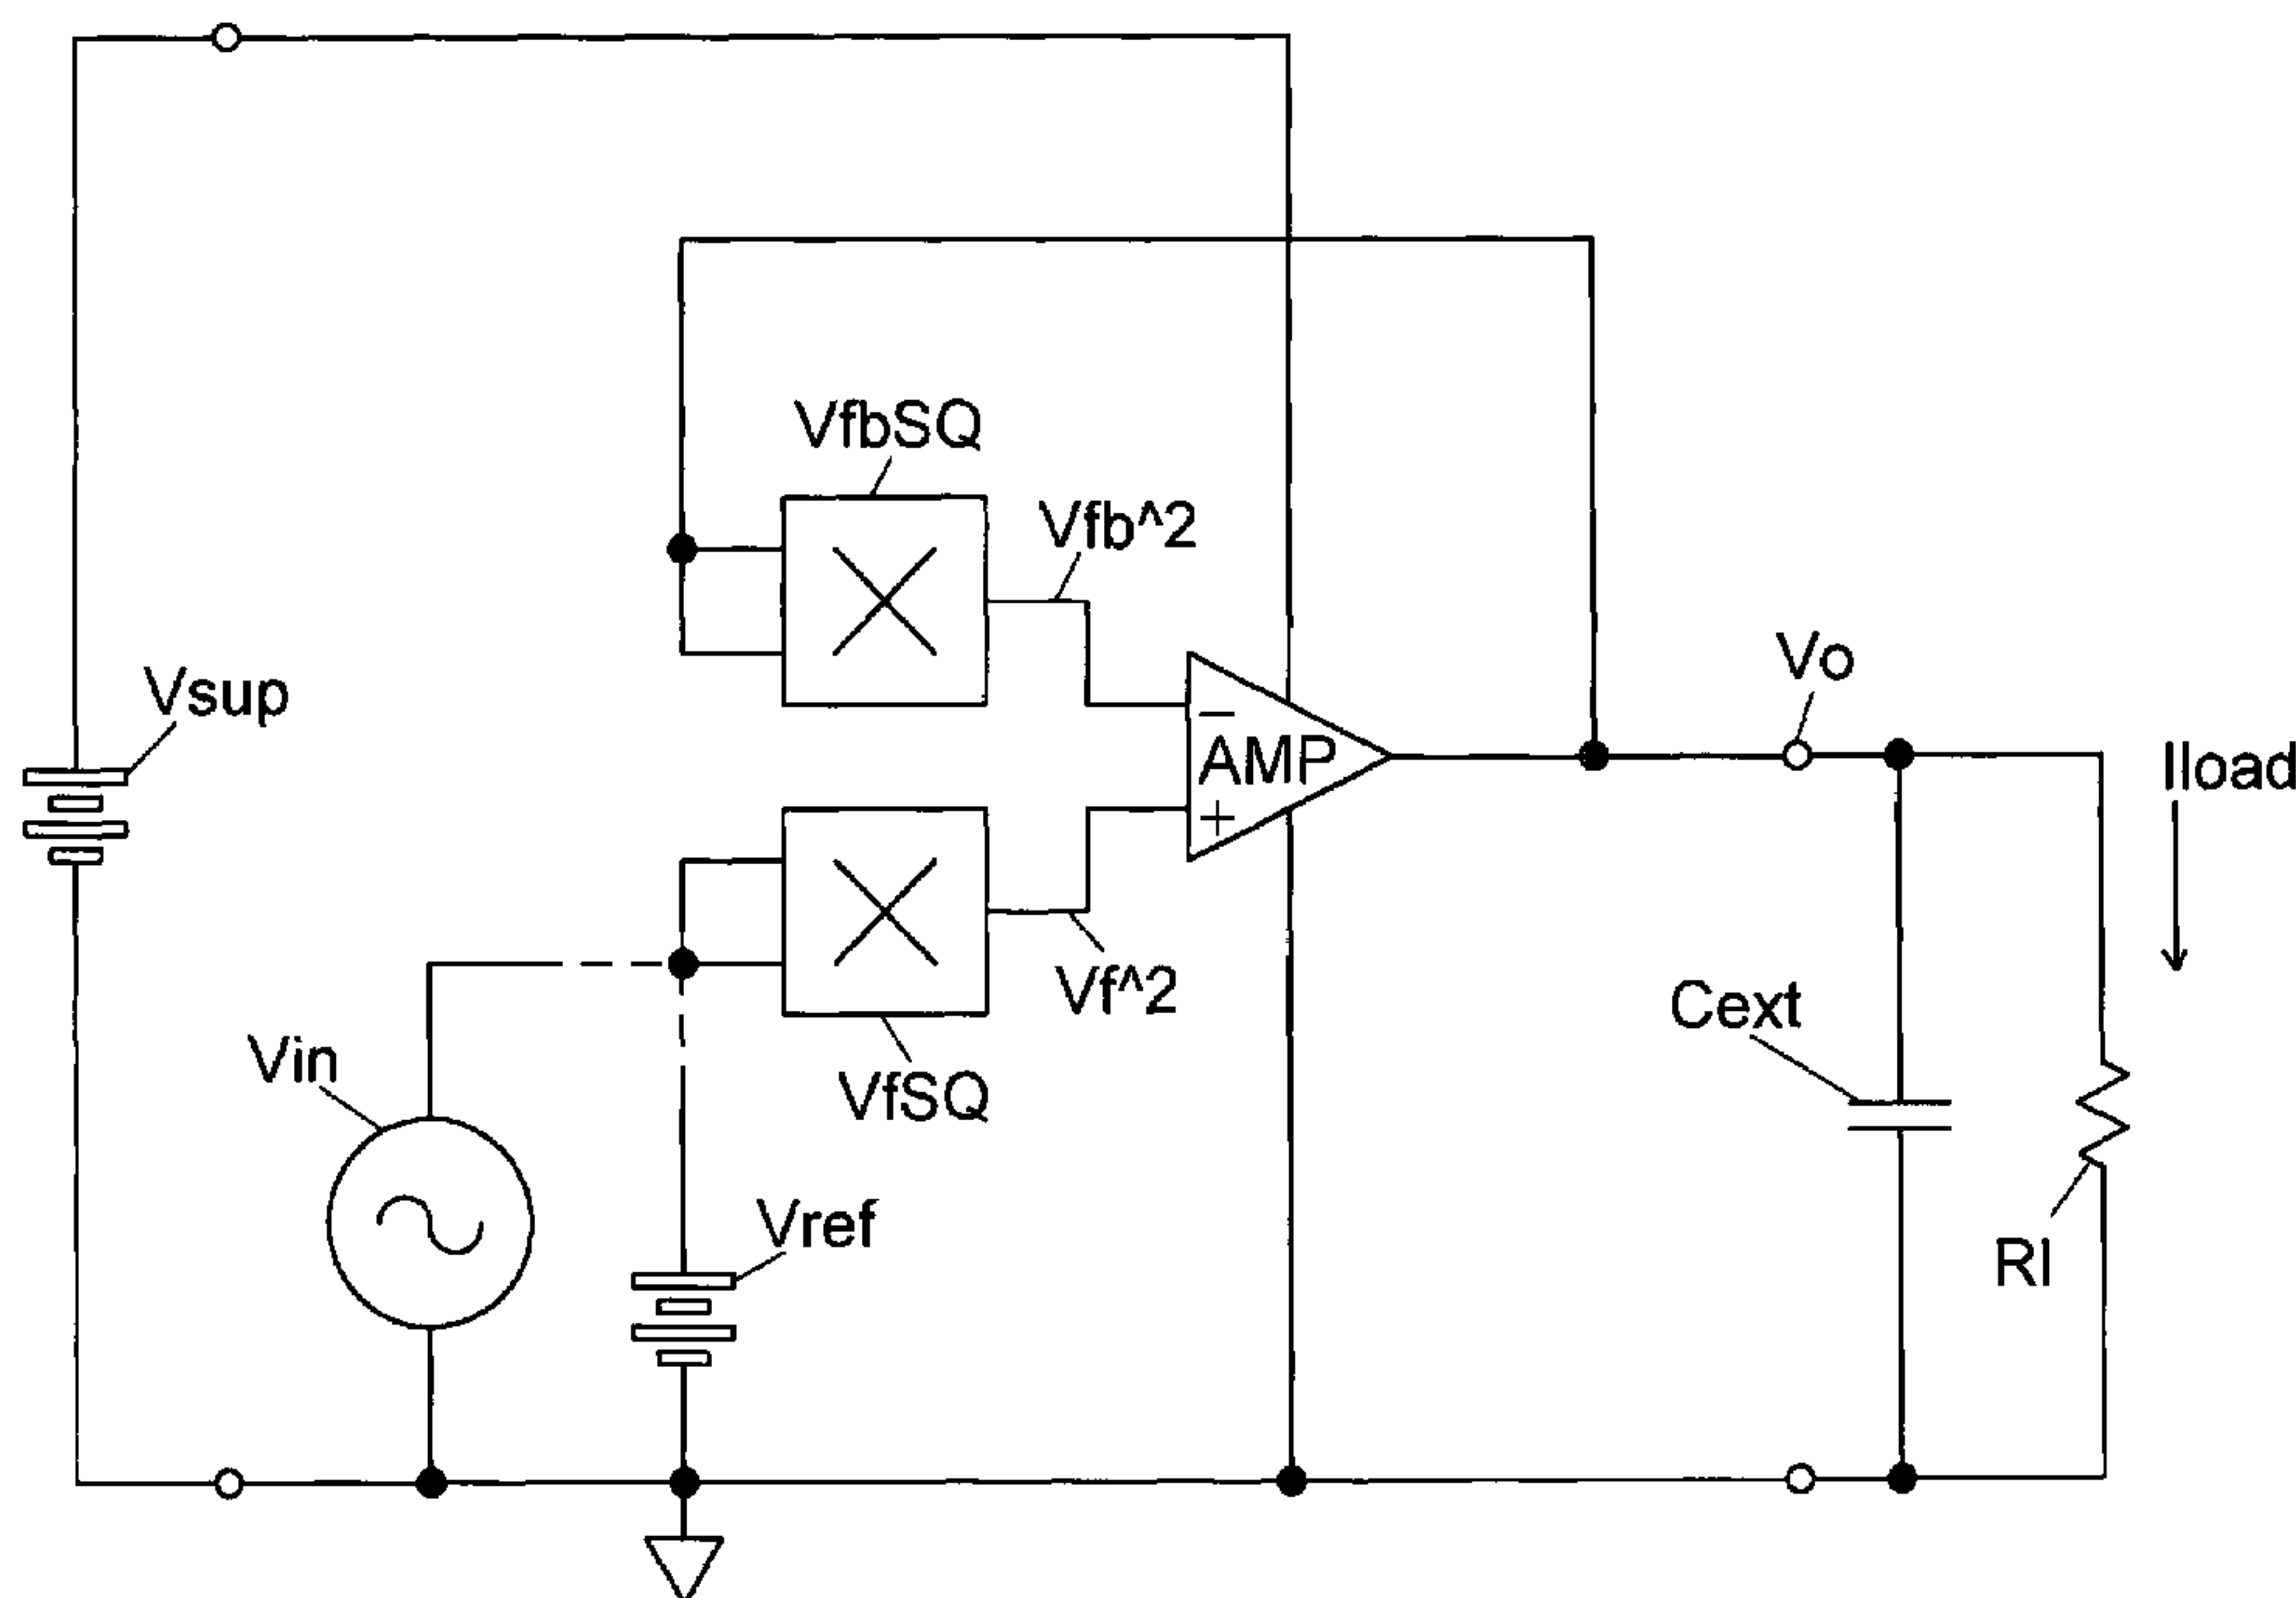 VfbSQ
Vfb^2
Vo
Vsup
−
AMP
+
Iload
Vf^2
Cext
Vin
VfSQ
Vref
Rl